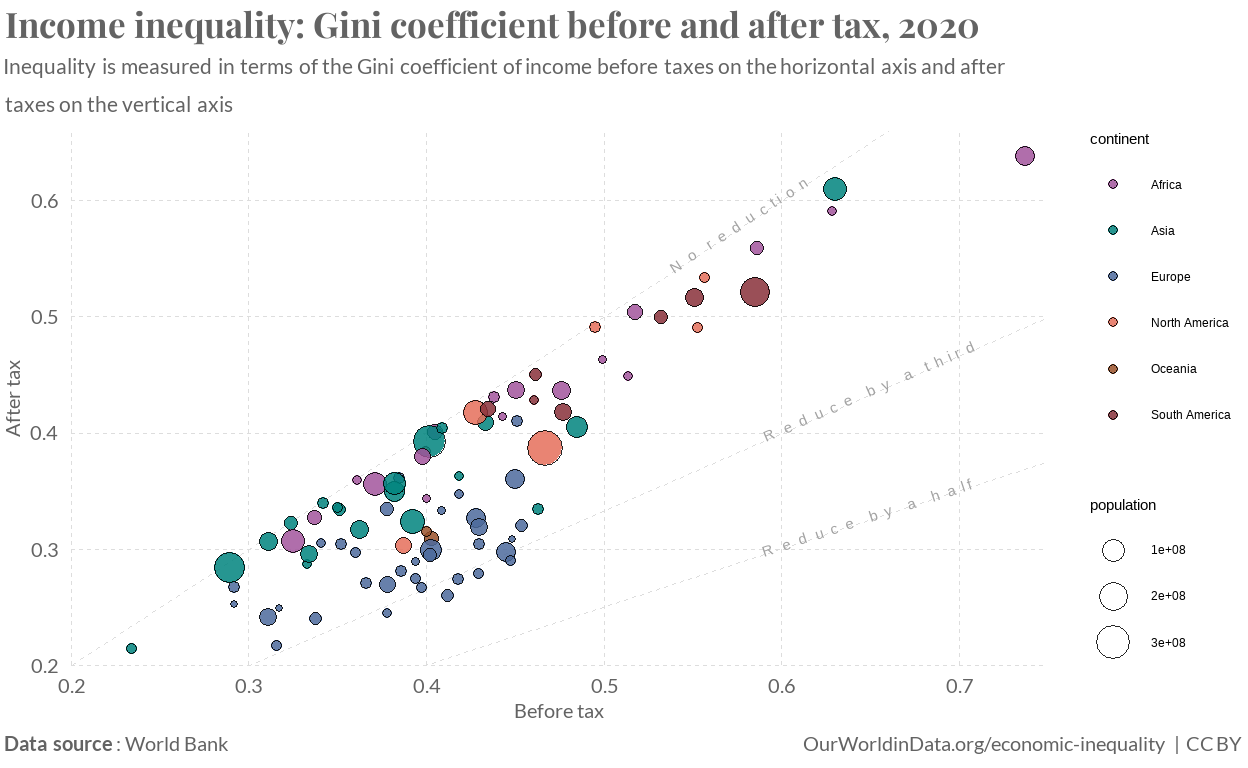 Income inequality: Gini coefficient before and after tax, 2020
Inequality is measured in terms of the Gini coefficient of income before taxes on the horizontal axis and after
taxes on the vertical axis
After tax
0.6
0.5
0.4
0.3
0.2
No reduction
Reduce by a third
Reduce by a half
0.2 0.3 0.4 0.5 0.6 0.7
Before tax
continent
Africa
Asia
Europe
North America
Oceania
South America
population
1e+08
2e+08
3e+08
Data source : World Bank
OurWorldinData.org/economic-inequality | CC BY